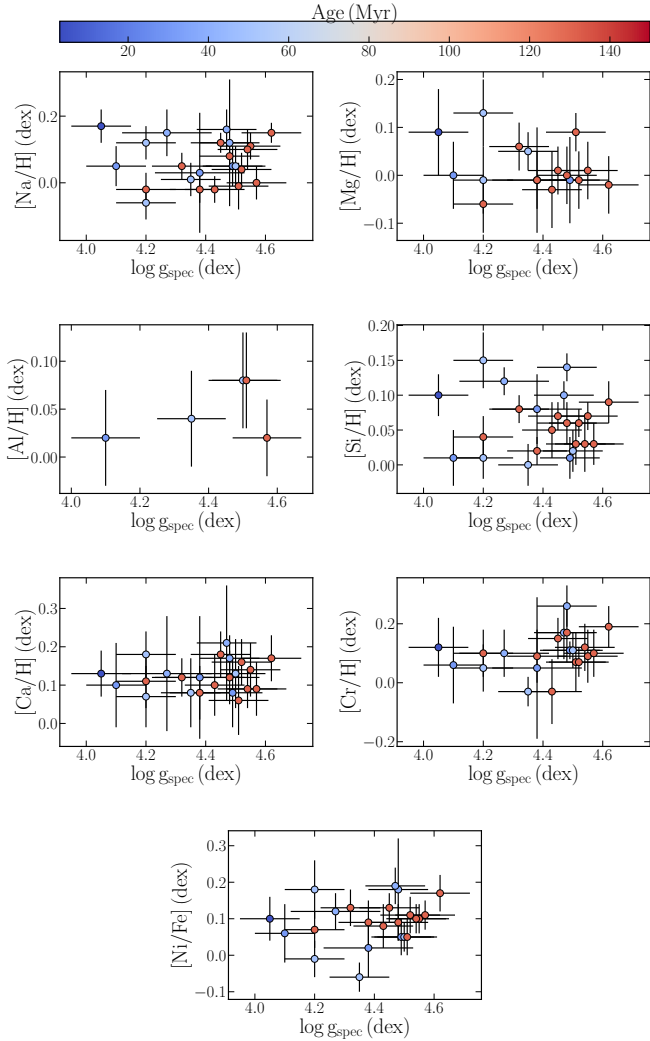 Age (Myr)
20 40 60 80 100 120 140
[Na/H] (dex)
0.2
0.0
4.0 4.2 4.4 4.6
log g_spec (dex)
[Mg/H] (dex)
0.2
0.1
0.0
−0.1
4.0 4.2 4.4 4.6
log g_spec (dex)
[Al/H] (dex)
0.10
0.05
0.00
4.0 4.2 4.4 4.6
log g_spec (dex)
[Si/H] (dex)
0.20
0.15
0.10
0.05
0.00
4.0 4.2 4.4 4.6
log g_spec (dex)
[Ca/H] (dex)
0.3
0.2
0.1
0.0
4.0 4.2 4.4 4.6
log g_spec (dex)
[Cr/H] (dex)
0.2
0.0
−0.2
4.0 4.2 4.4 4.6
log g_spec (dex)
[Ni/Fe] (dex)
0.3
0.2
0.1
0.0
−0.1
4.0 4.2 4.4 4.6
log g_spec (dex)